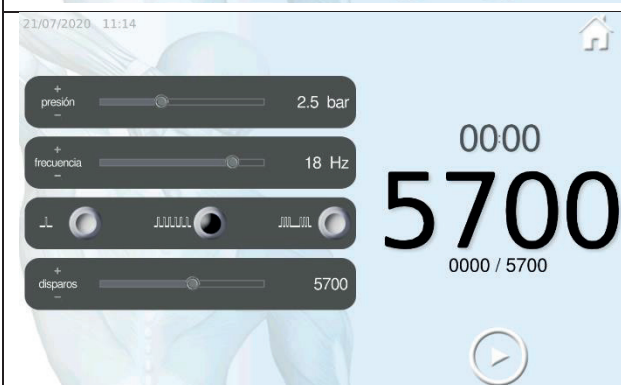 21/07/2020 11:14
+
presión
−
2.5 bar
+
frecuencia
−
18 Hz
+
disparos
−
5700
00:00
5700
0000 / 5700